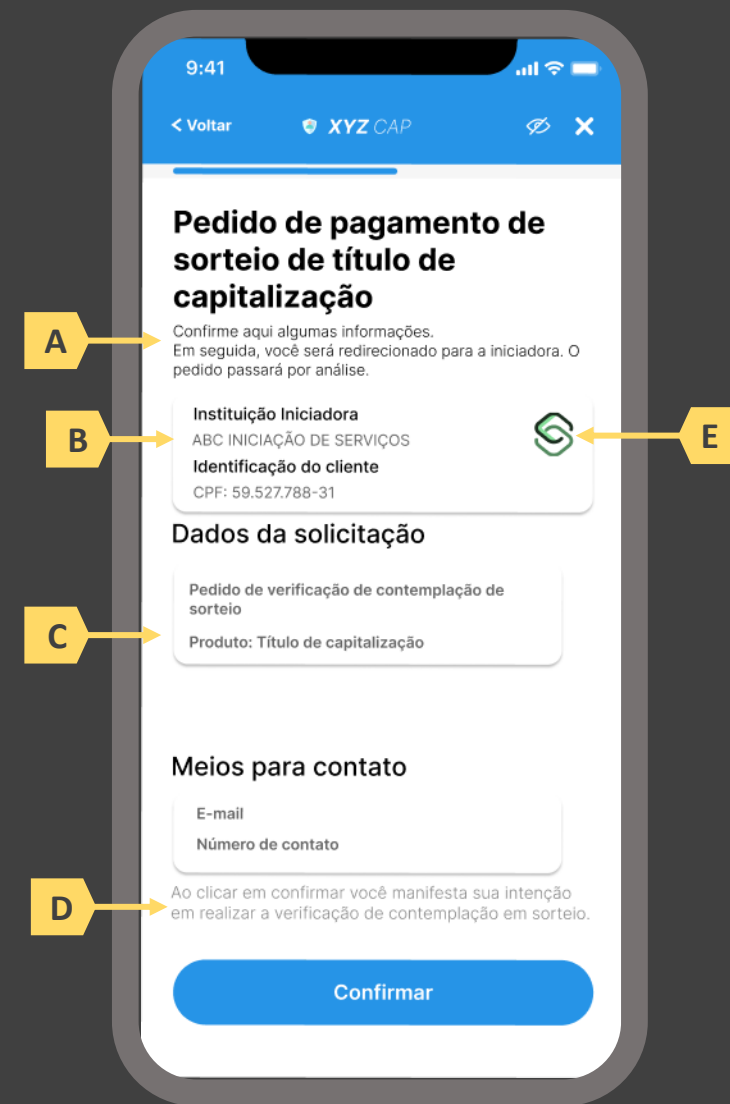 9:41
< Voltar
XYZ CAP
Pedido de pagamento de
sorteio de título de
capitalização
A
Confirme aqui algumas informações.
Em seguida, você será redirecionado para a iniciadora. O
pedido passará por análise.
Instituição Iniciadora
B
ABC INICIAÇÃO DE SERVIÇOS
E
Identificação do cliente
CPF: 59.527.788-31
Dados da solicitação
Pedido de verificação de contemplação de
sorteio
C
Produto: Título de capitalização
Meios para contato
E-mail
Número de contato
D
Ao clicar em confirmar você manifesta sua intenção
em realizar a verificação de contemplação em sorteio.
Confirmar